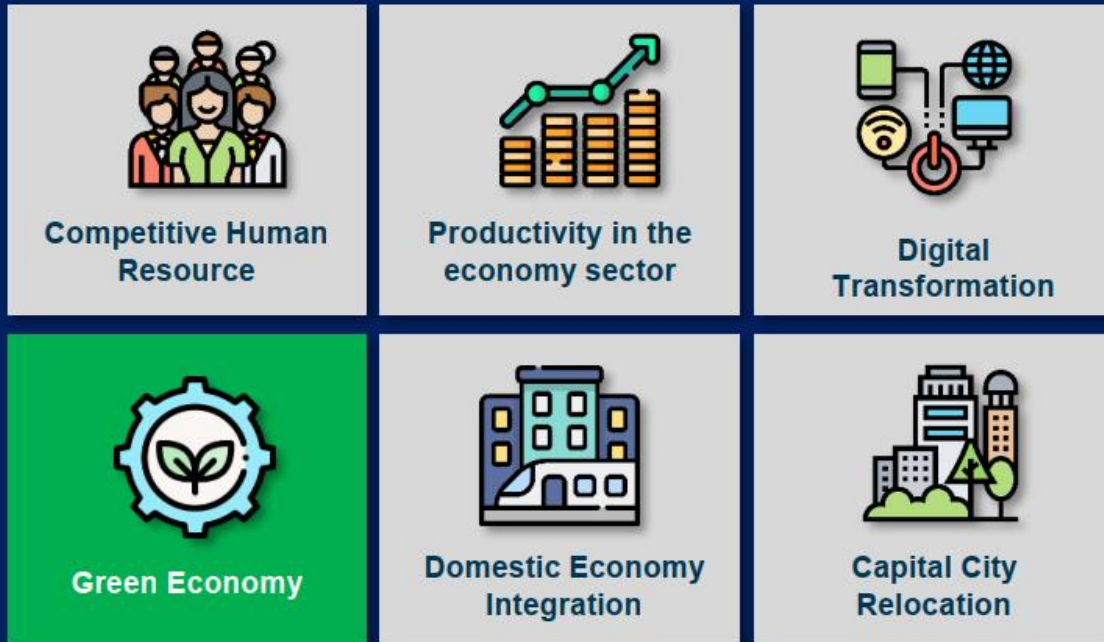 Competitive Human
Resource
Productivity in the
economy sector
Digital
Transformation
Green Economy
Domestic Economy
Integration
Capital City
Relocation